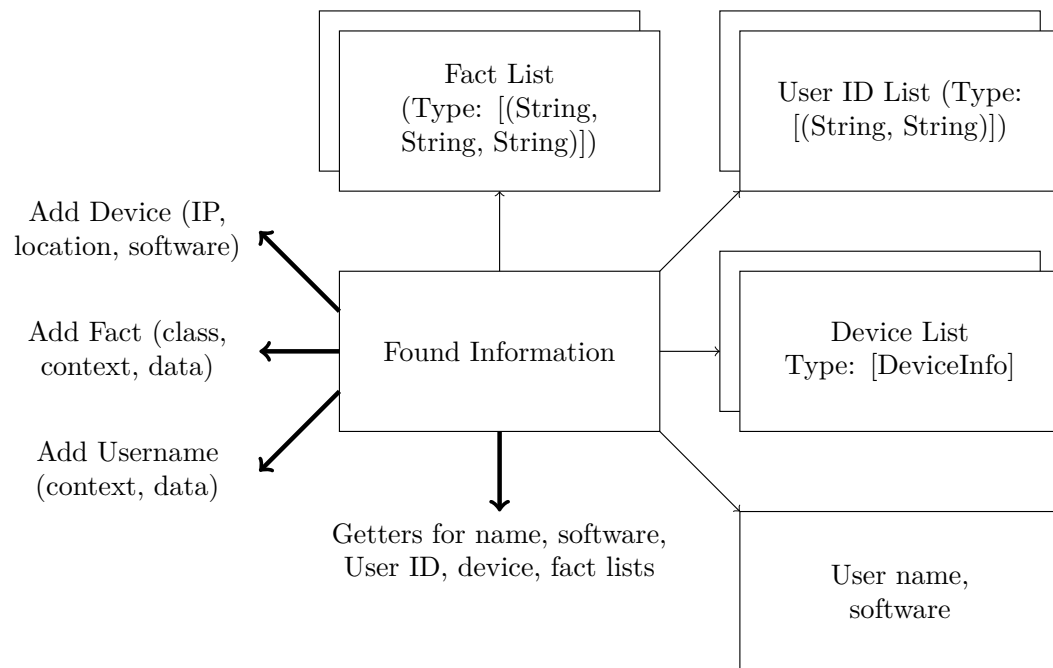 Fact List
(Type: [(String,
String, String)])
User ID List (Type:
[(String, String)])
Add Device (IP,
location, software)
Add Fact (class,
context, data)
Found Information
Device List
Type: [DeviceInfo]
Add Username
(context, data)
Getters for name, software,
User ID, device, fact lists
User name,
software